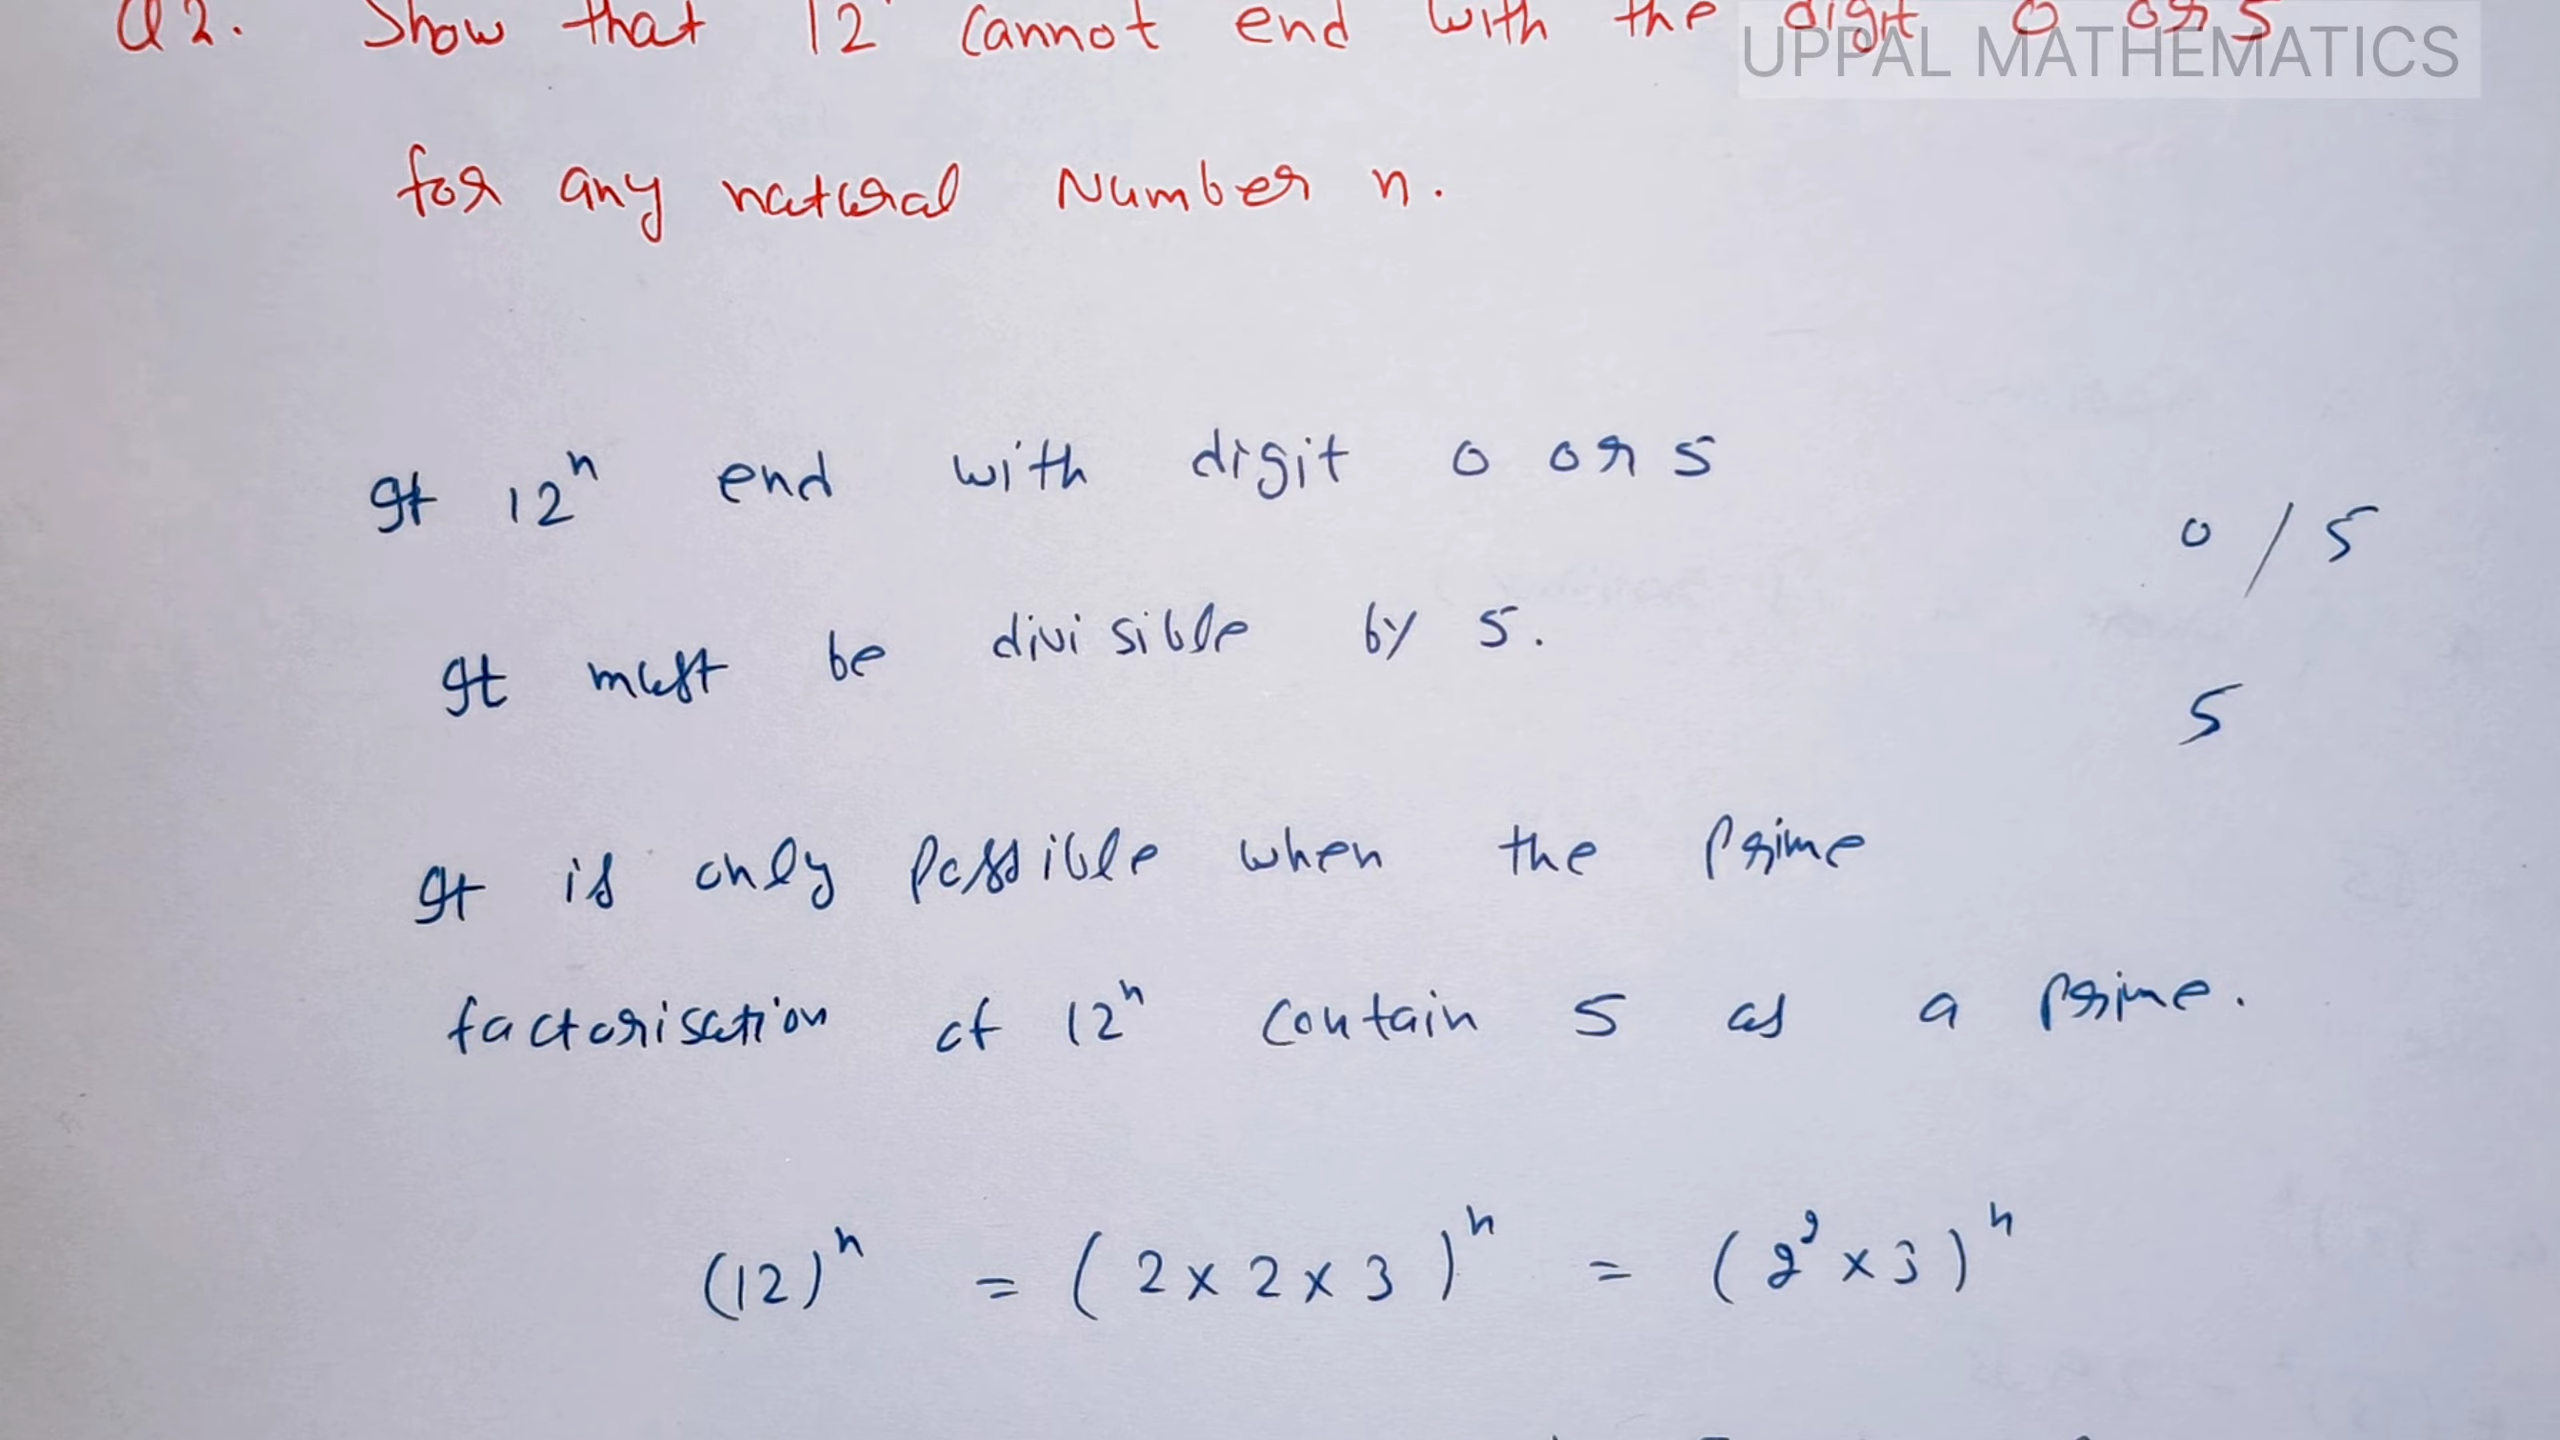 Q2. Show that 12 cannot end with the digit 0 or 5
UPPAL MATHEMATICS
for any natural Number n.
If 12ⁿ end with digit 0 or 5
0 / 5
It must be divisible by 5.
5
It is only possible when the Prime
factorisation of 12ⁿ contain 5 as a Prime.
(12)ⁿ = ( 2 x 2 x 3 )ⁿ = ( 2² x 3 )ⁿ